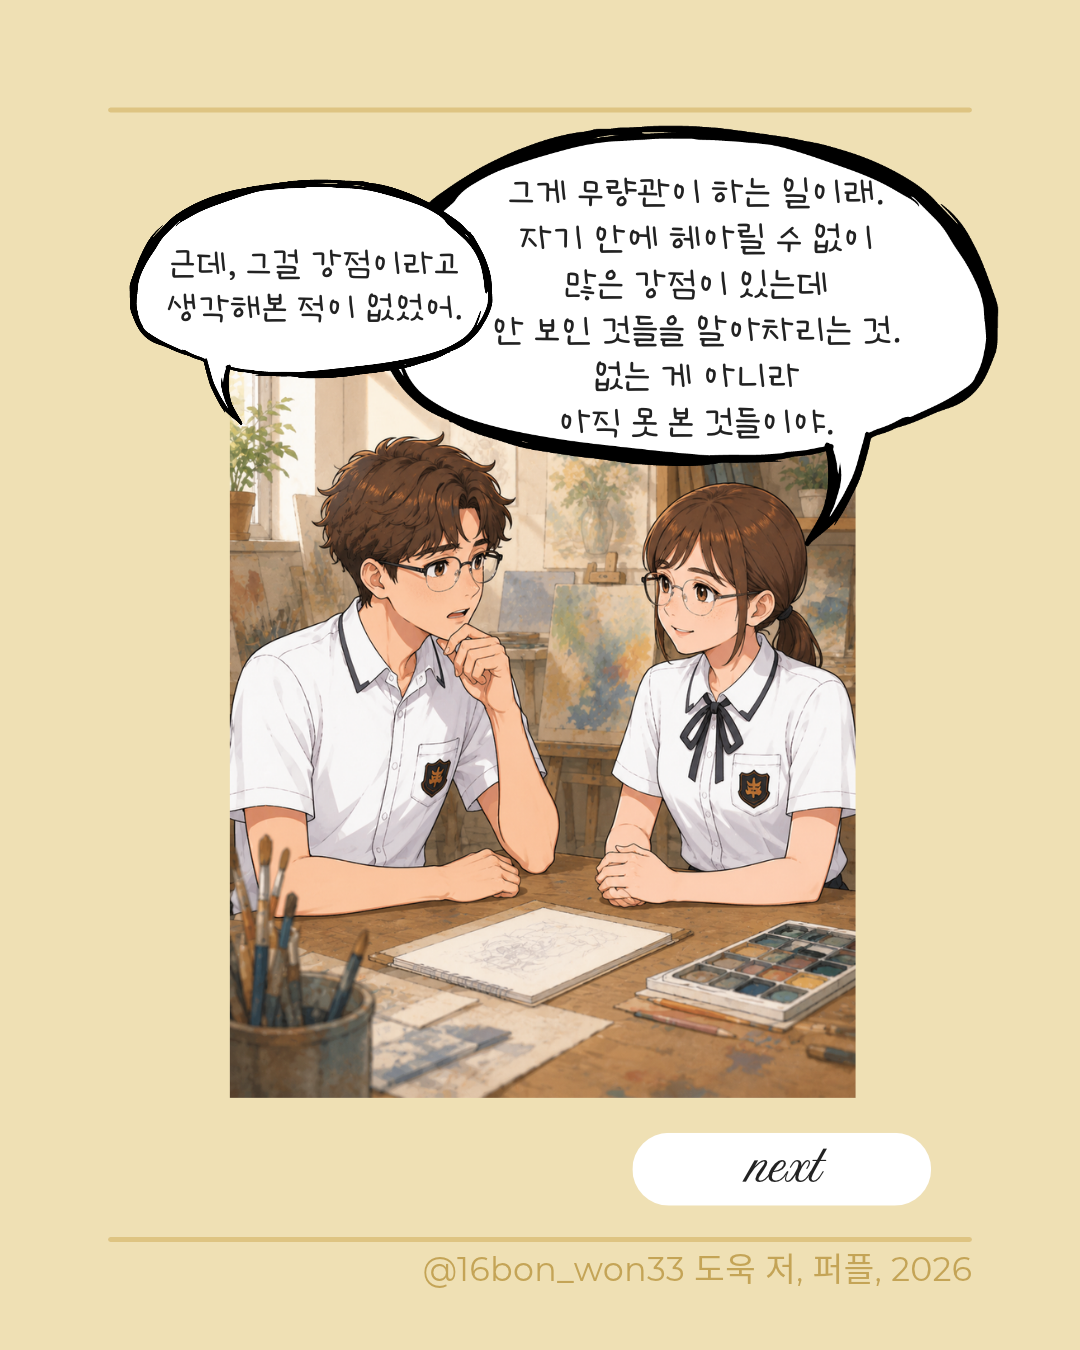 근데, 그걸 강점이라고
생각해본 적이 없었어.
그게 무량관이 하는 일이래.
자기 안에 헤아릴 수 없이
많은 강점이 있는데
안 보인 것들을 알아차리는 것.
없는 게 아니라
아직 못 본 것들이야.
next
@16bon_won33 도욱 저, 퍼플, 2026